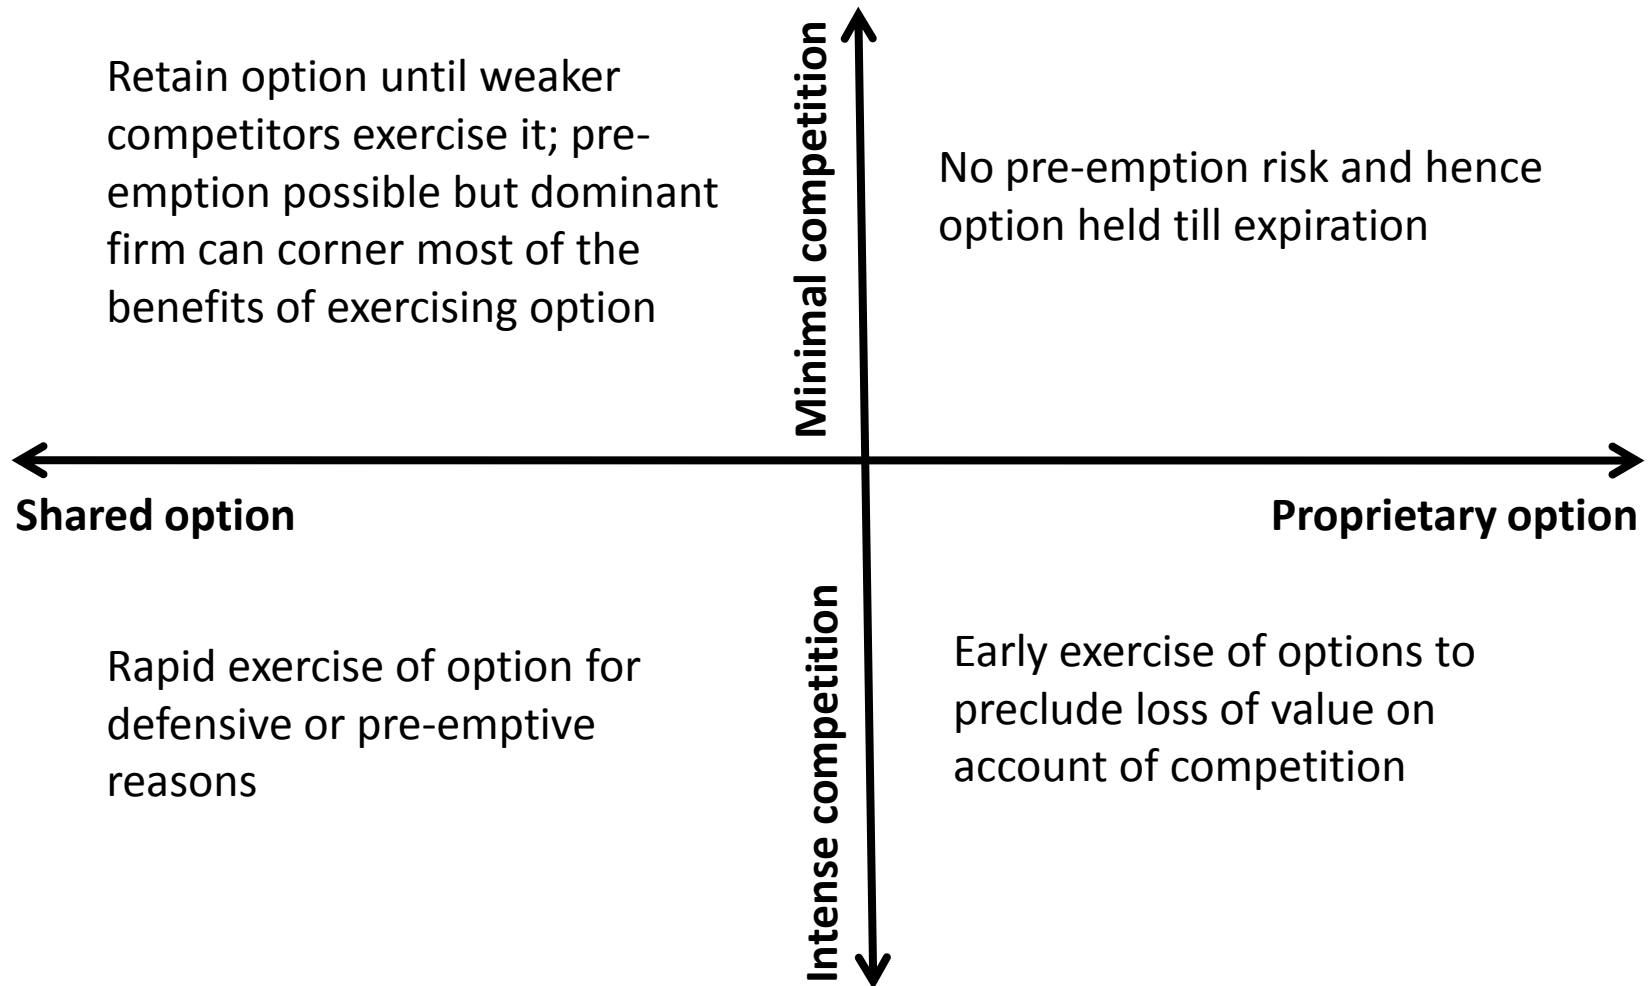 Retain option until weaker
competitors exercise it; pre-
emption possible but dominant
firm can corner most of the
benefits of exercising option
Minimal competition
No pre-emption risk and hence
option held till expiration
Shared option
Proprietary option
Rapid exercise of option for
defensive or pre-emptive
reasons
Intense competition
Early exercise of options to
preclude loss of value on
account of competition